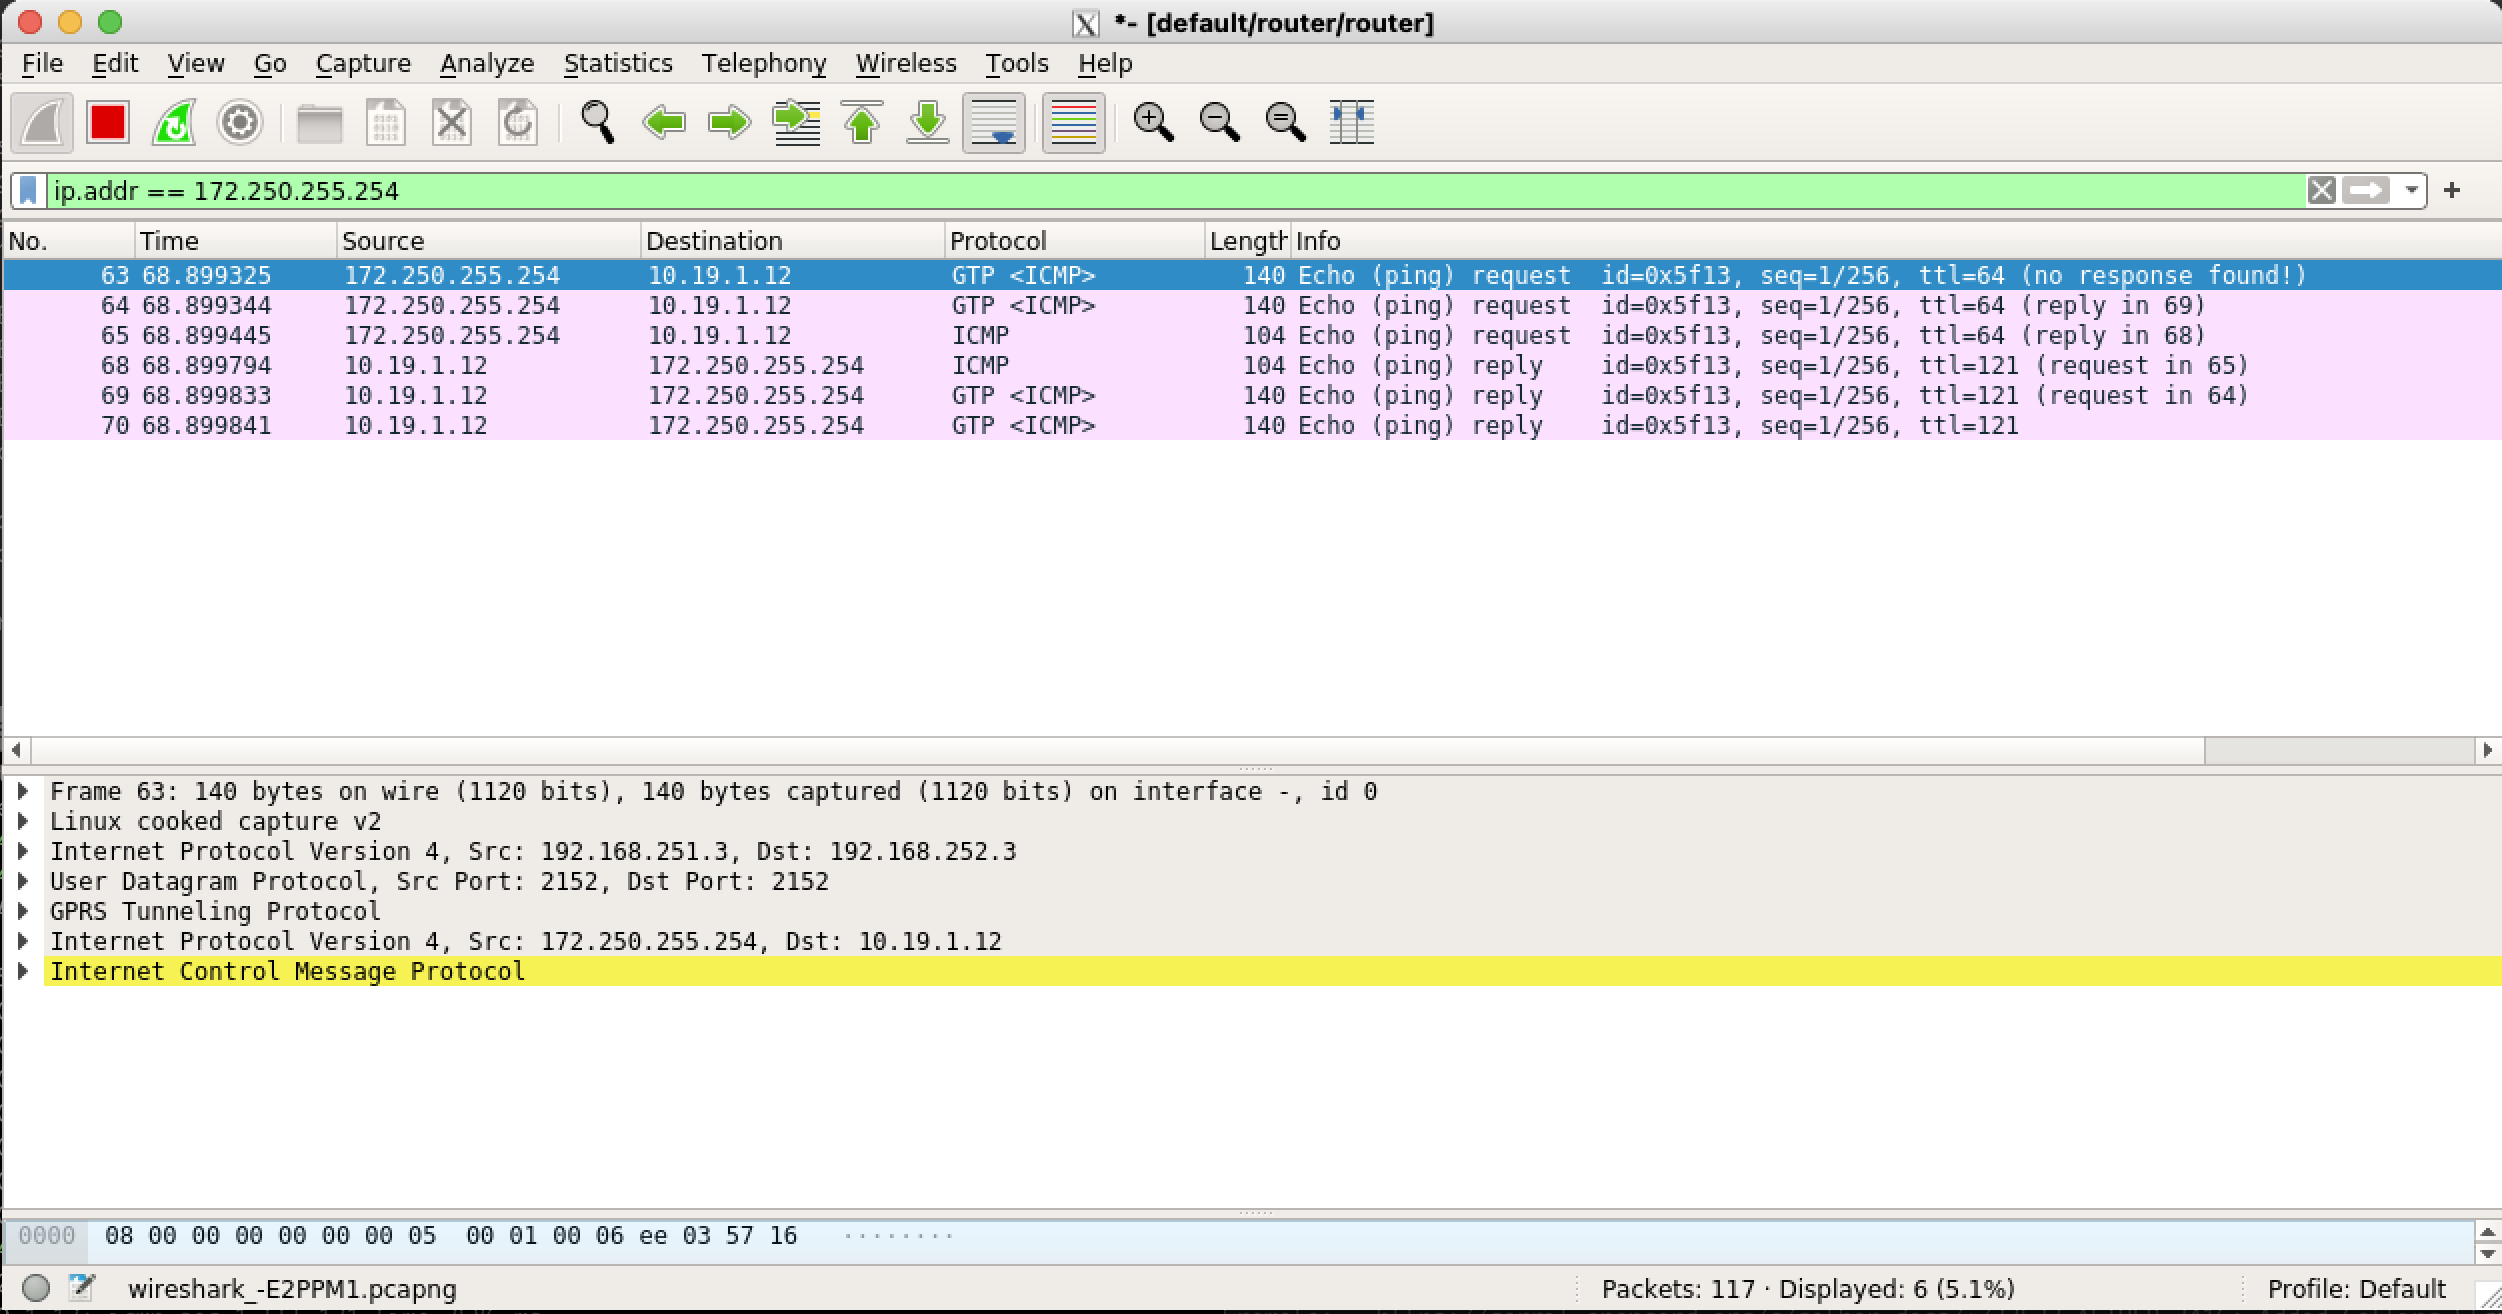 *- [default/router/router]
File Edit View Go Capture Analyze Statistics Telephony Wireless Tools Help
ip.addr == 172.250.255.254
No. Time Source Destination Protocol Length Info
63 68.899325 172.250.255.254 10.19.1.12 GTP <ICMP> 140 Echo (ping) request id=0x5f13, seq=1/256, ttl=64 (no response found!)
64 68.899344 172.250.255.254 10.19.1.12 GTP <ICMP> 140 Echo (ping) request id=0x5f13, seq=1/256, ttl=64 (reply in 69)
65 68.899445 172.250.255.254 10.19.1.12 ICMP 104 Echo (ping) request id=0x5f13, seq=1/256, ttl=64 (reply in 68)
68 68.899794 10.19.1.12 172.250.255.254 ICMP 104 Echo (ping) reply id=0x5f13, seq=1/256, ttl=121 (request in 65)
69 68.899833 10.19.1.12 172.250.255.254 GTP <ICMP> 140 Echo (ping) reply id=0x5f13, seq=1/256, ttl=121 (request in 64)
70 68.899841 10.19.1.12 172.250.255.254 GTP <ICMP> 140 Echo (ping) reply id=0x5f13, seq=1/256, ttl=121
Frame 63: 140 bytes on wire (1120 bits), 140 bytes captured (1120 bits) on interface -, id 0
Linux cooked capture v2
Internet Protocol Version 4, Src: 192.168.251.3, Dst: 192.168.252.3
User Datagram Protocol, Src Port: 2152, Dst Port: 2152
GPRS Tunneling Protocol
Internet Protocol Version 4, Src: 172.250.255.254, Dst: 10.19.1.12
Internet Control Message Protocol
0000 08 00 00 00 00 00 00 05 00 01 00 06 ee 03 57 16 ········
wireshark_-E2PPM1.pcapng Packets: 117 · Displayed: 6 (5.1%) Profile: Default